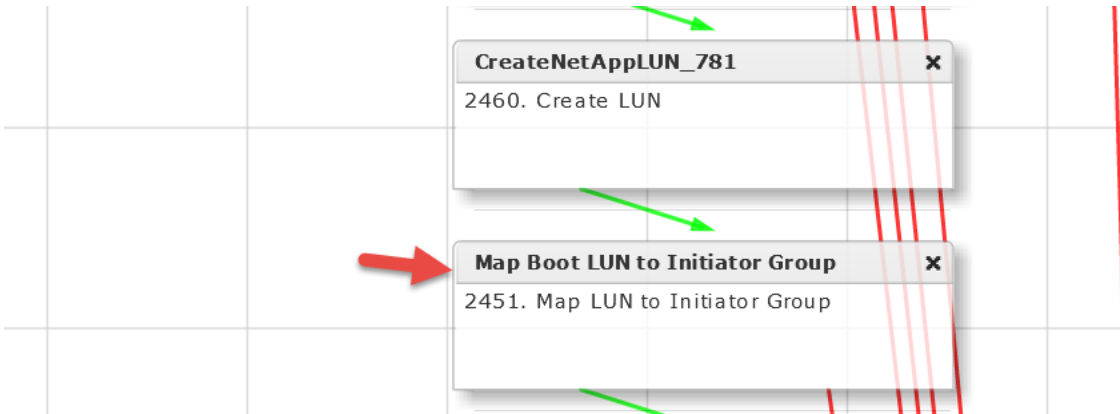 CreateNetAppLUN_781
2460. Create LUN
Map Boot LUN to Initiator Group
2451. Map LUN to Initiator Group